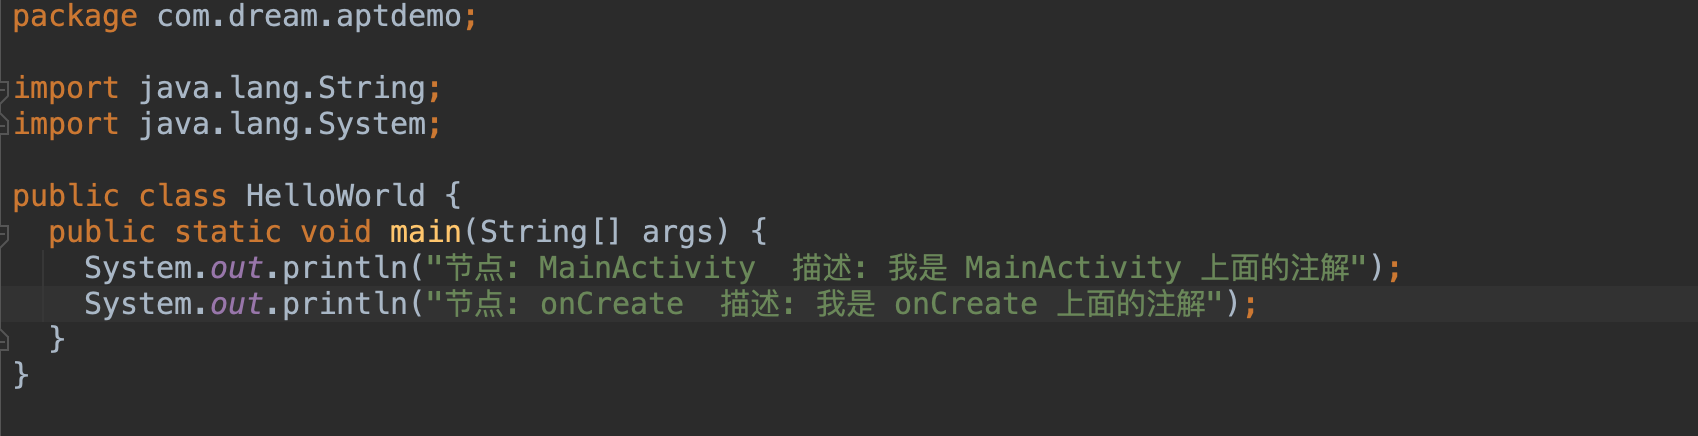 package com.dream.aptdemo;
import java.lang.String;
import java.lang.System;
public class HelloWorld {
  public static void main(String[] args) {
    System.out.println("节点: MainActivity  描述: 我是 MainActivity 上面的注解");
    System.out.println("节点: onCreate  描述: 我是 onCreate 上面的注解");
  }
}